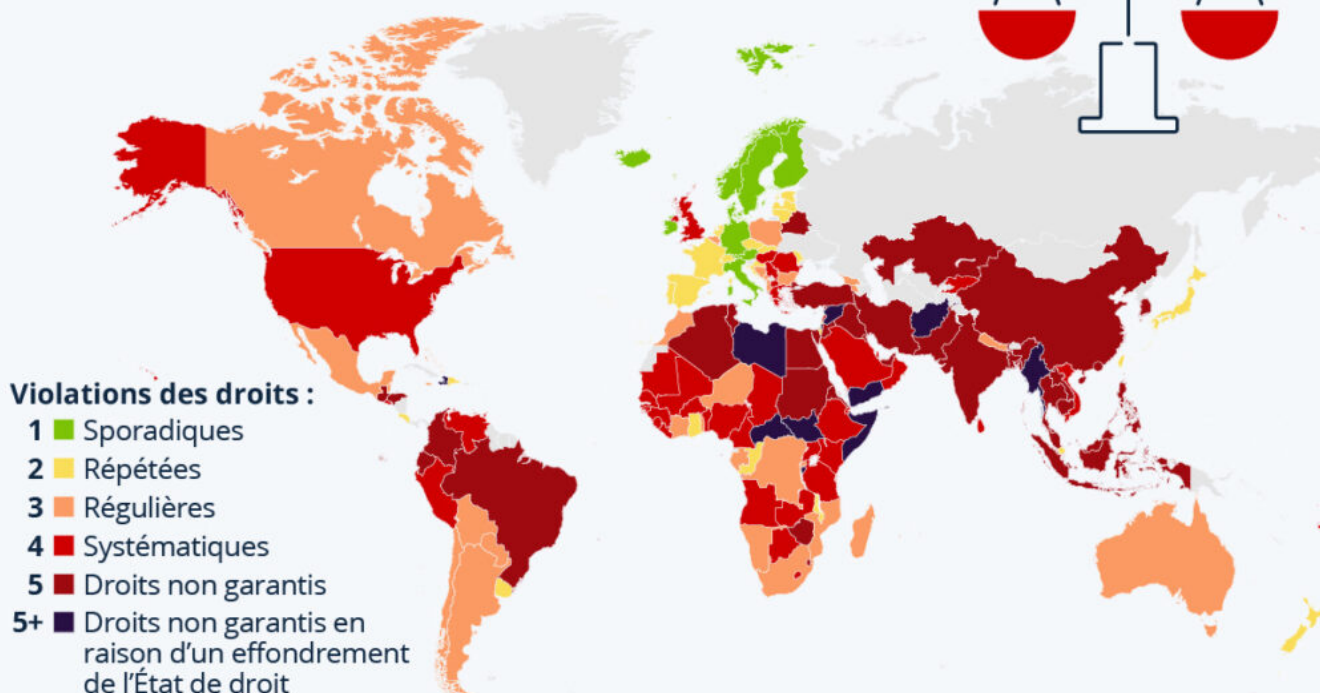 Violations des droits :
1 Sporadiques
2 Répétées
3 Régulières
4 Systématiques
5 Droits non garantis
5+ Droits non garantis en
raison d’un effondrement
de l’État de droit